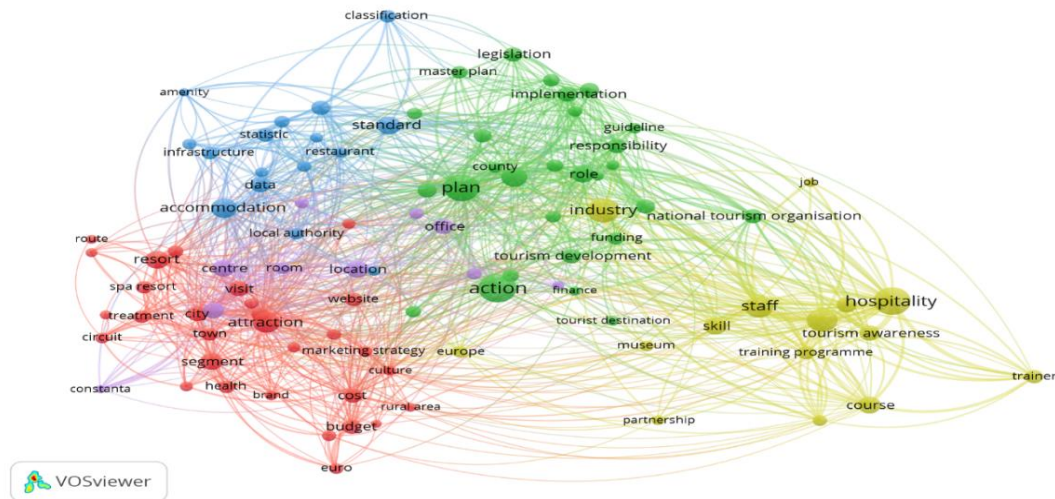 classification
legislation
master plan
amenity
implementation
standard
guideline
statistic
restaurant
responsibility
infrastructure
county
role
job
data
plan
accommodation
industry
national tourism organisation
office
local authority
funding
route
resort
centre
room
location
tourism development
spa resort
visit
action
finance
website
hospitality
staff
treatment
city
attraction
tourist destination
skill
tourism awareness
circuit
town
museum
marketing strategy
europe
training programme
segment
culture
trainer
constanta
health
brand
cost
rural area
course
partnership
budget
euro
VOSviewer